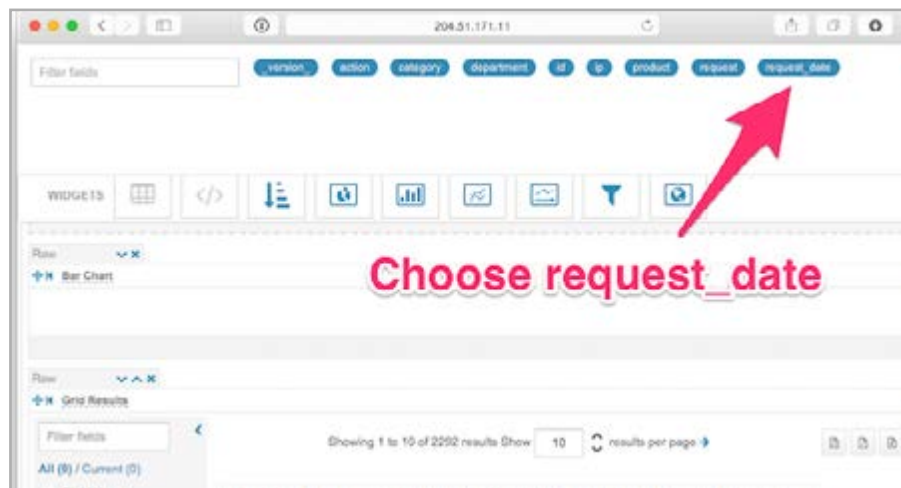 204.51.171.11
Filter fields
_version_ action category department id ip product request request_date
WIDGETS
Choose request_date
Row
Bar Chart
Row
Grid Results
Filter fields
Showing 1 to 10 of 2292 results Show 10 results per page
All (9) / Current (0)